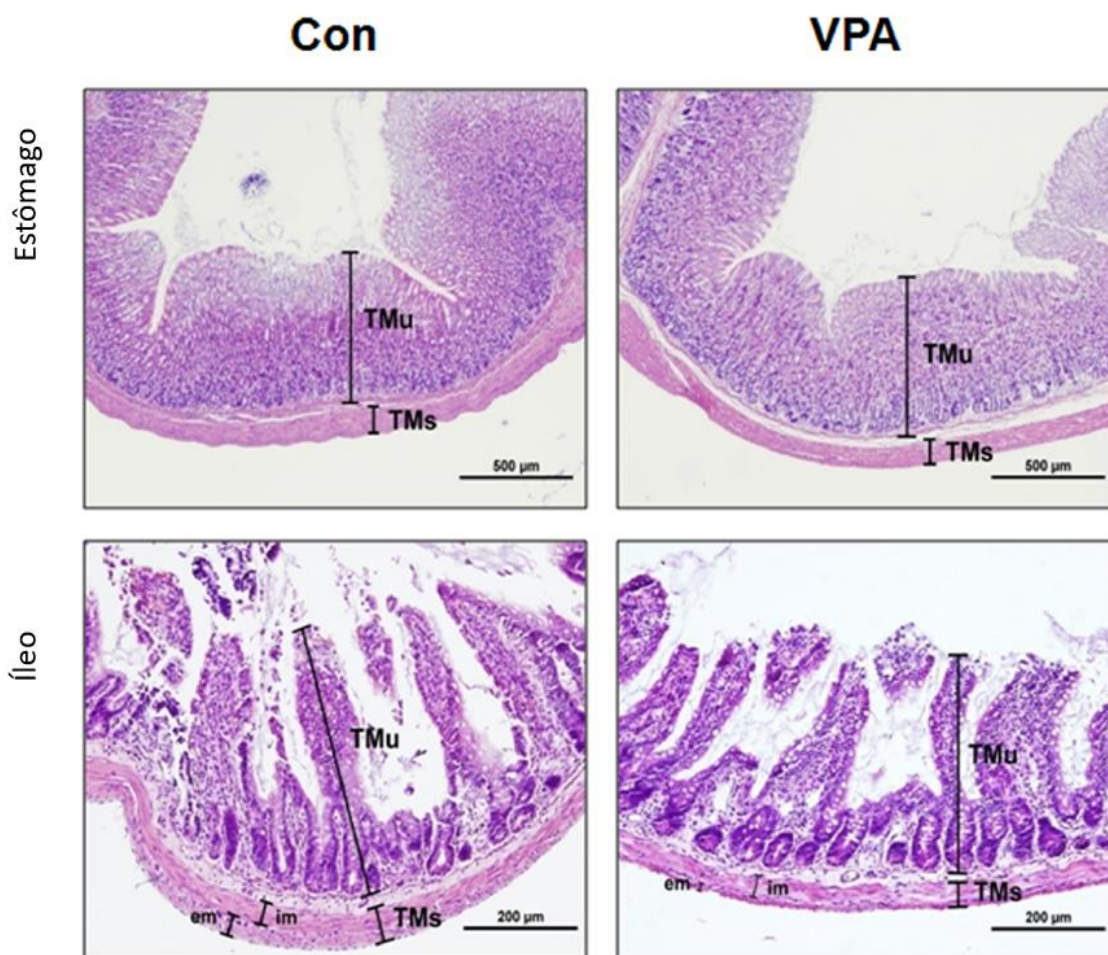 Con
VPA
Estômago
TMu
TMs
500 µm
TMu
TMs
500 µm
Íleo
TMu
em
im
TMs
200 µm
TMu
em
im
TMs
200 µm